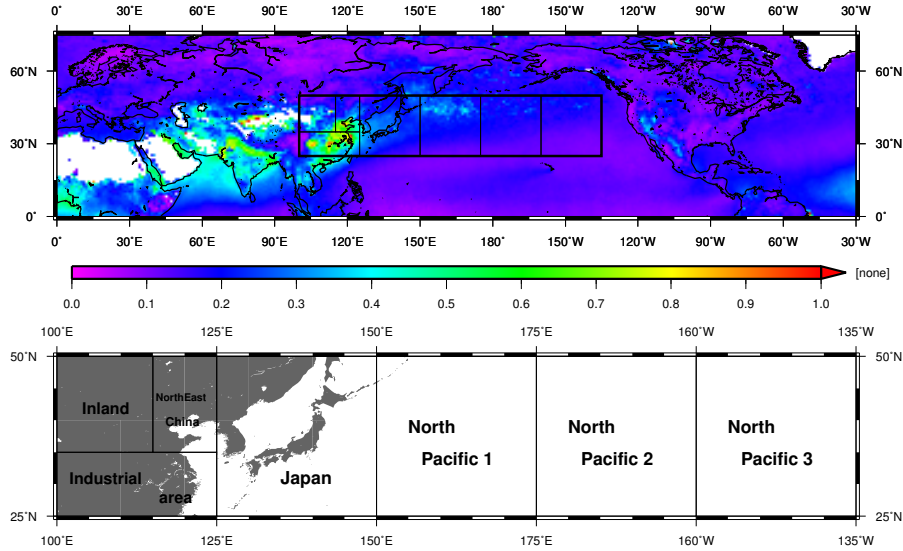 0˚ 30˚E 60˚E 90˚E 120˚E 150˚E 180˚ 150˚W 120˚W 90˚W 60˚W 30˚W
60˚N 60˚N
30˚N 30˚N
0˚ 0˚
0˚ 30˚E 60˚E 90˚E 120˚E 150˚E 180˚ 150˚W 120˚W 90˚W 60˚W 30˚W
[none]
0.0 0.1 0.2 0.3 0.4 0.5 0.6 0.7 0.8 0.9 1.0
100˚E 125˚E 150˚E 175˚E 160˚W 135˚W
50˚N 50˚N
NorthEast
Inland
China
North North North
Pacific 1 Pacific 2 Pacific 3
Industrial Japan
area
25˚N 25˚N
100˚E 125˚E 150˚E 175˚E 160˚W 135˚W